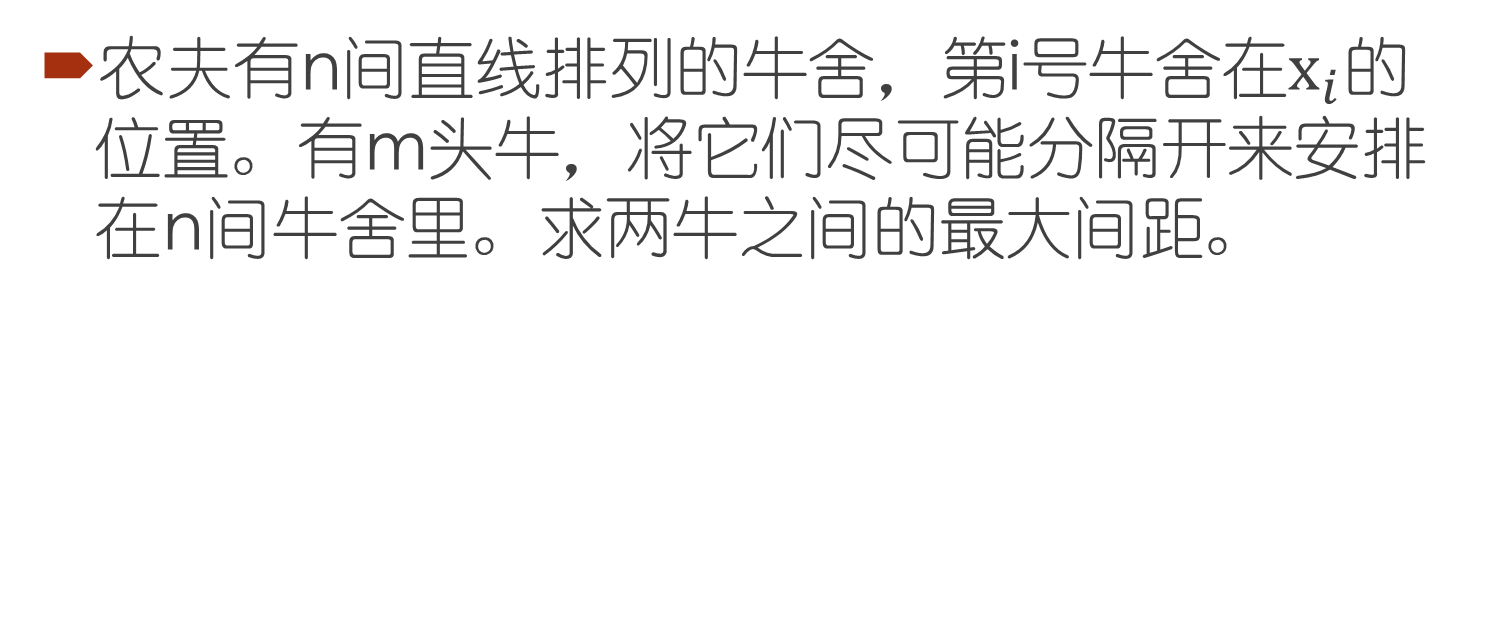 农夫有n间直线排列的牛舍，第i号牛舍在xᵢ的
位置。有m头牛，将它们尽可能分隔开来安排
在n间牛舍里。求两牛之间的最大间距。